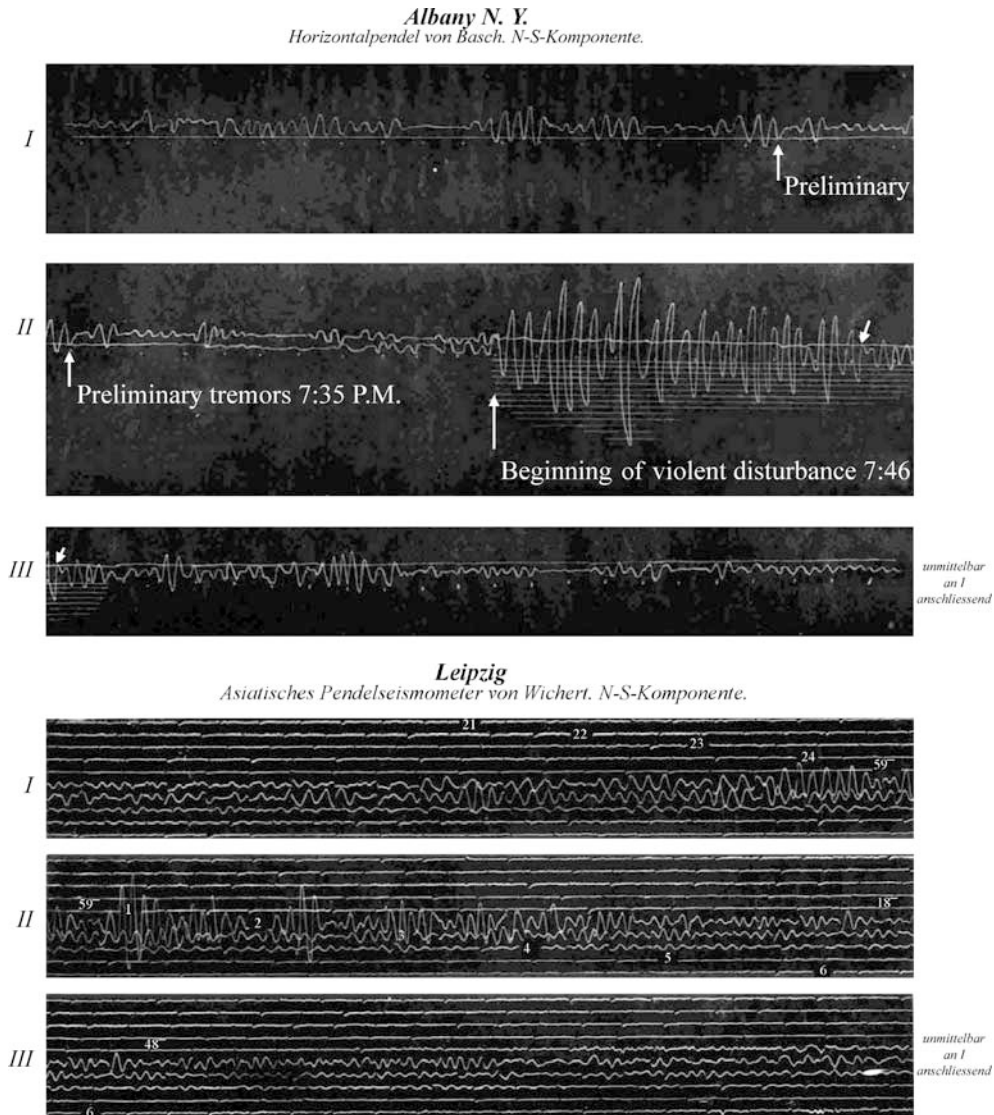 Albany N. Y.
Horizontalpendel von Basch. N-S-Komponente.
I
Preliminary
II
Preliminary tremors 7:35 P.M.
Beginning of violent disturbance 7:46
III
unmittelbar
an I
anschliessend
Leipzig
Asiatisches Pendelseismometer von Wichert. N-S-Komponente.
I
21
22
23
24
59
II
59
1
2
3
4
5
6
18
III
48
6
unmittelbar
an I
anschliessend